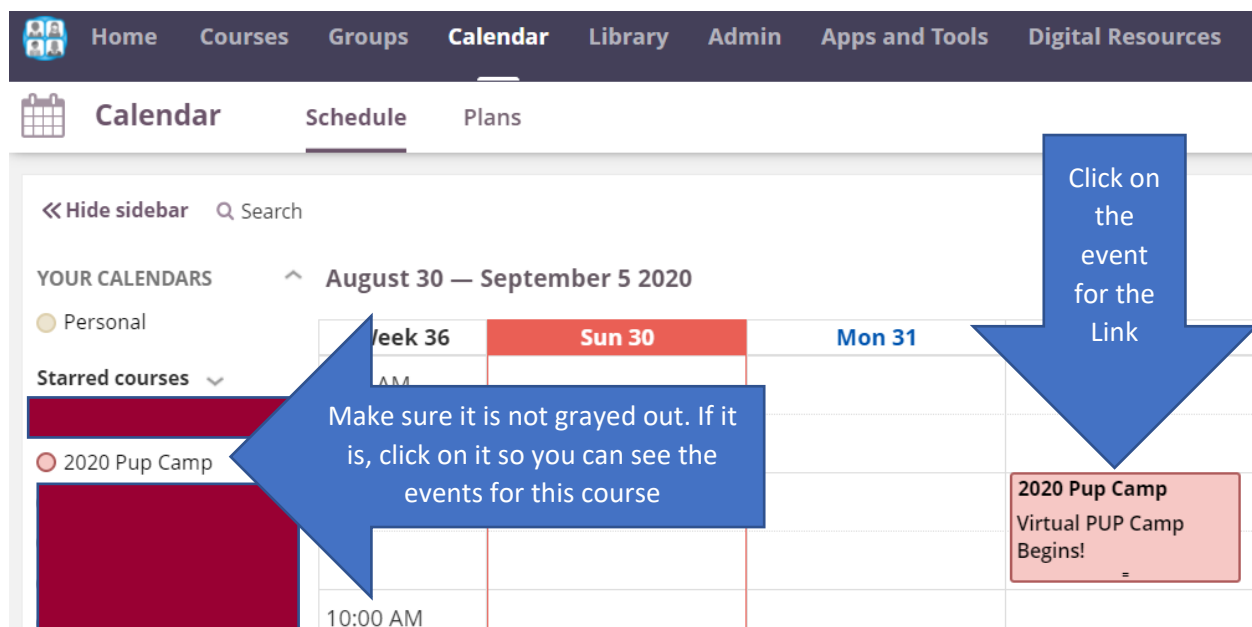 Home Courses Groups Calendar Library Admin Apps and Tools Digital Resources
Calendar Schedule Plans
Hide sidebar Search
YOUR CALENDARS
Personal
Starred courses
2020 Pup Camp
August 30 — September 5 2020
36 Sun 30 Mon 31
AM
10:00 AM
Make sure it is not grayed out. If it
is, click on it so you can see the
events for this course
Click on
the
event
for the
Link
2020 Pup Camp
Virtual PUP Camp
Begins!